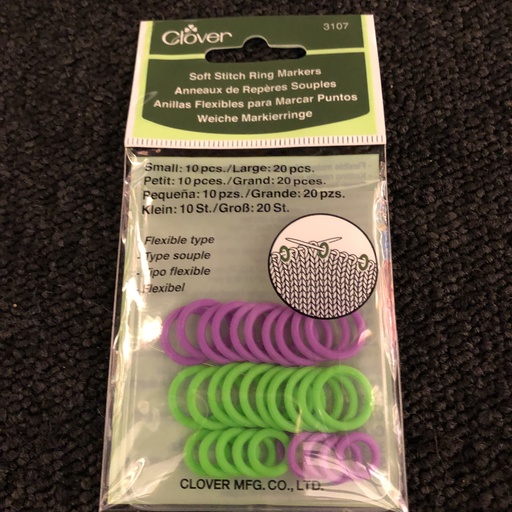 Clover
3107
Soft Stitch Ring Markers
Anneaux de Repères Souples
Anillas Flexibles para Marcar Puntos
Weiche Markierringe
Small: 10 pcs./Large: 20 pcs.
Petit: 10 pces./Grand: 20 pces.
Pequeña: 10 pzs./Grande: 20 pzs.
Klein: 10 St./Groß: 20 St.
Flexible type
- Type souple
- Tipo flexible
- Flexibel
CLOVER MFG. CO., LTD.